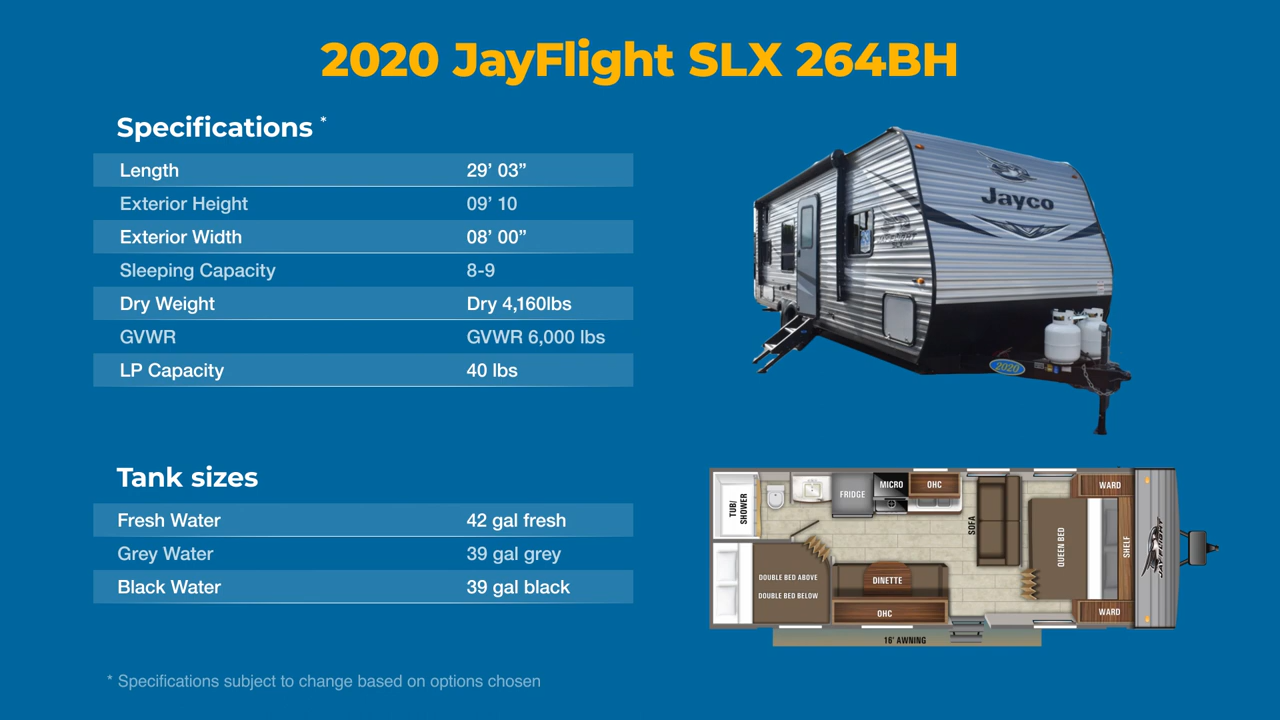 2020 JayFlight SLX 264BH
Specifications *
Length 29’ 03”
Exterior Height 09’ 10
Exterior Width 08’ 00”
Sleeping Capacity 8-9
Dry Weight Dry 4,160lbs
GVWR GVWR 6,000 lbs
LP Capacity 40 lbs
Jayco
2020
Tank sizes
Fresh Water 42 gal fresh
Grey Water 39 gal grey
Black Water 39 gal black
TUB/
SHOWER
FRIDGE
MICRO
OHC
SOFA
WARD
QUEEN BED
SHELF
DOUBLE BED ABOVE
DOUBLE BED BELOW
DINETTE
OHC
WARD
16' AWNING
* Specifications subject to change based on options chosen